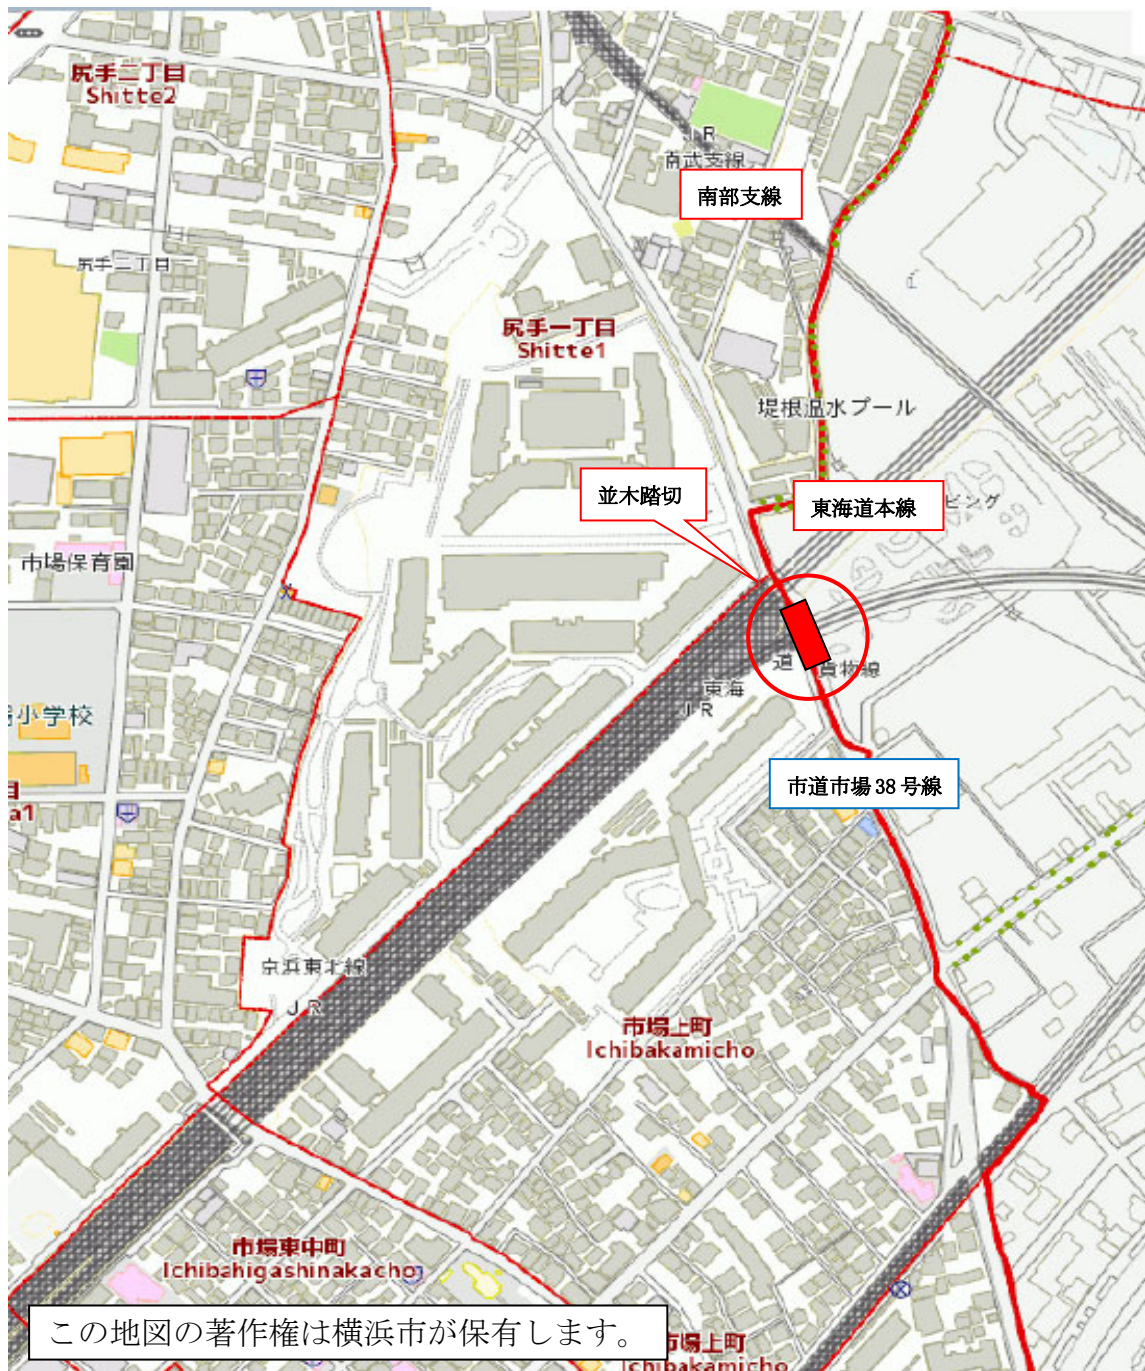 尻手二丁目
Shitte2
JR
南武支線
南部支線
尻手二丁目
尻手一丁目
Shitte1
堤根温水プール
並木踏切
東海道本線
ビング
市場保育園
道
貨物線
東海
JR
小学校
市道市場38号線
目
a1
京浜東北線
JR
市場上町
Ichibakamicho
市場東中町
Ichibahigashinakacho
この地図の著作権は横浜市が保有します。
市場上町
Ichibakamicho